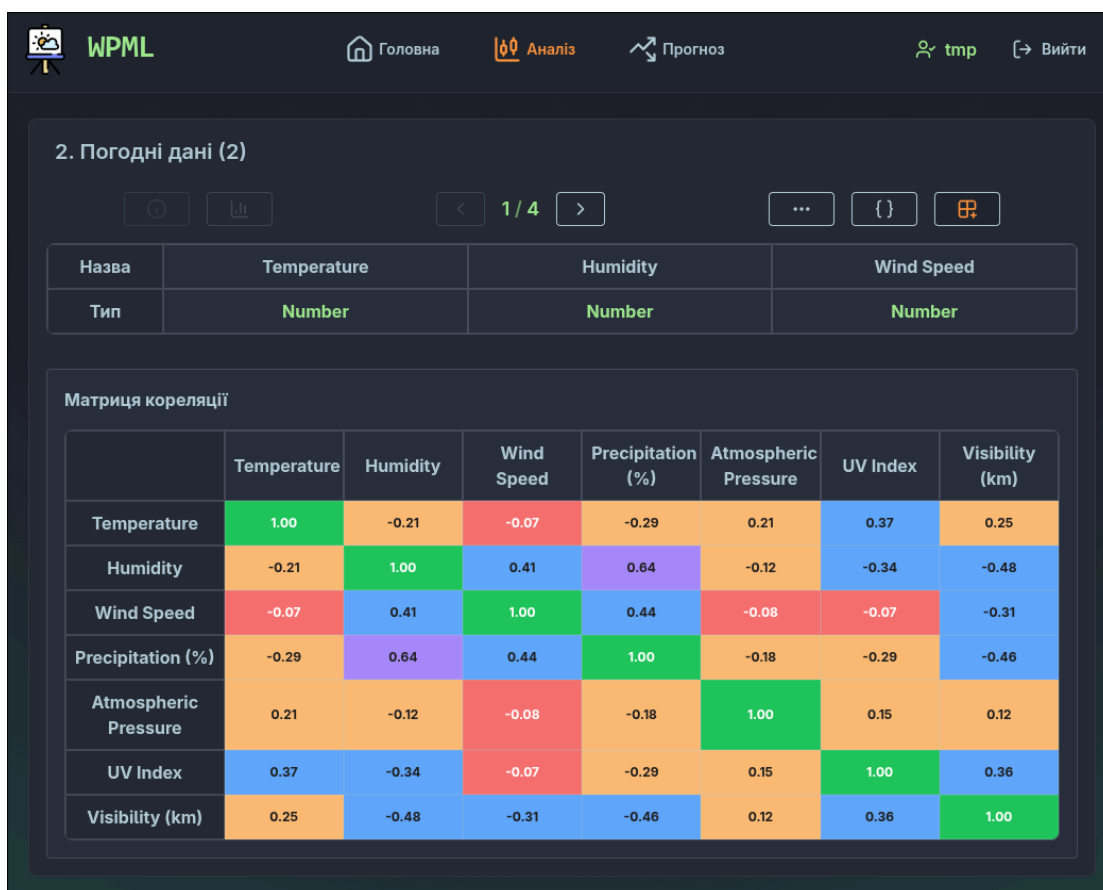 WPML Головна Аналіз Прогноз tmp Вийти
2. Погодні дані (2)
1 / 4 ... { }
Назва Temperature Humidity Wind Speed
Тип Number Number Number
Матриця кореляції
Temperature Humidity Wind Speed Precipitation (%) Atmospheric Pressure UV Index Visibility (km)
Temperature 1.00 -0.21 -0.07 -0.29 0.21 0.37 0.25
Humidity -0.21 1.00 0.41 0.64 -0.12 -0.34 -0.48
Wind Speed -0.07 0.41 1.00 0.44 -0.08 -0.07 -0.31
Precipitation (%) -0.29 0.64 0.44 1.00 -0.18 -0.29 -0.46
Atmospheric Pressure 0.21 -0.12 -0.08 -0.18 1.00 0.15 0.12
UV Index 0.37 -0.34 -0.07 -0.29 0.15 1.00 0.36
Visibility (km) 0.25 -0.48 -0.31 -0.46 0.12 0.36 1.00